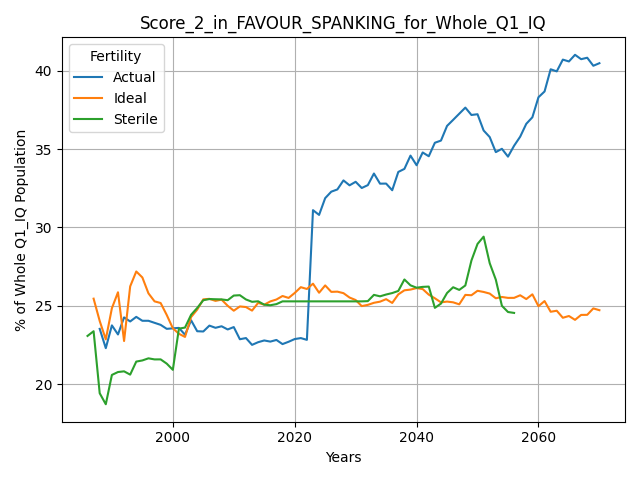 Score_2_in_FAVOUR_SPANKING_for_Whole_Q1_IQ
Fertility
Actual
Ideal
Sterile
% of Whole Q1_IQ Population
40
35
30
25
20
2000
2020
2040
2060
Years